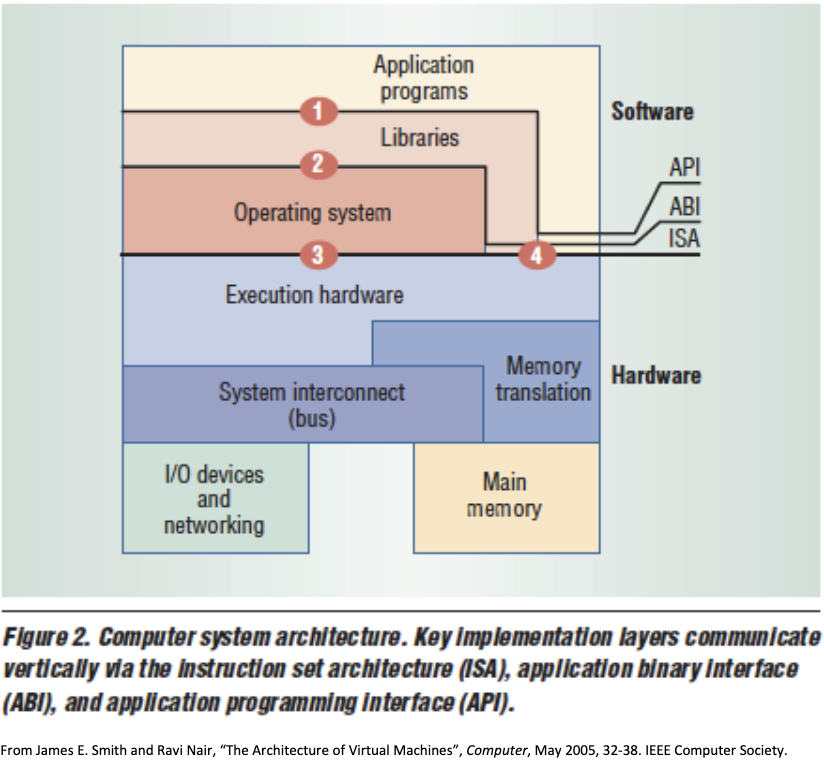 Application
programs
1
Software
Libraries
2
API
Operating system
ABI
ISA
3
4
Execution hardware
Memory
translation
Hardware
System interconnect
(bus)
I/O devices
and
networking
Main
memory
Figure 2. Computer system architecture. Key implementation layers communicate
vertically via the instruction set architecture (ISA), application binary interface
(ABI), and application programming interface (API).
From James E. Smith and Ravi Nair, “The Architecture of Virtual Machines”, Computer, May 2005, 32-38. IEEE Computer Society.